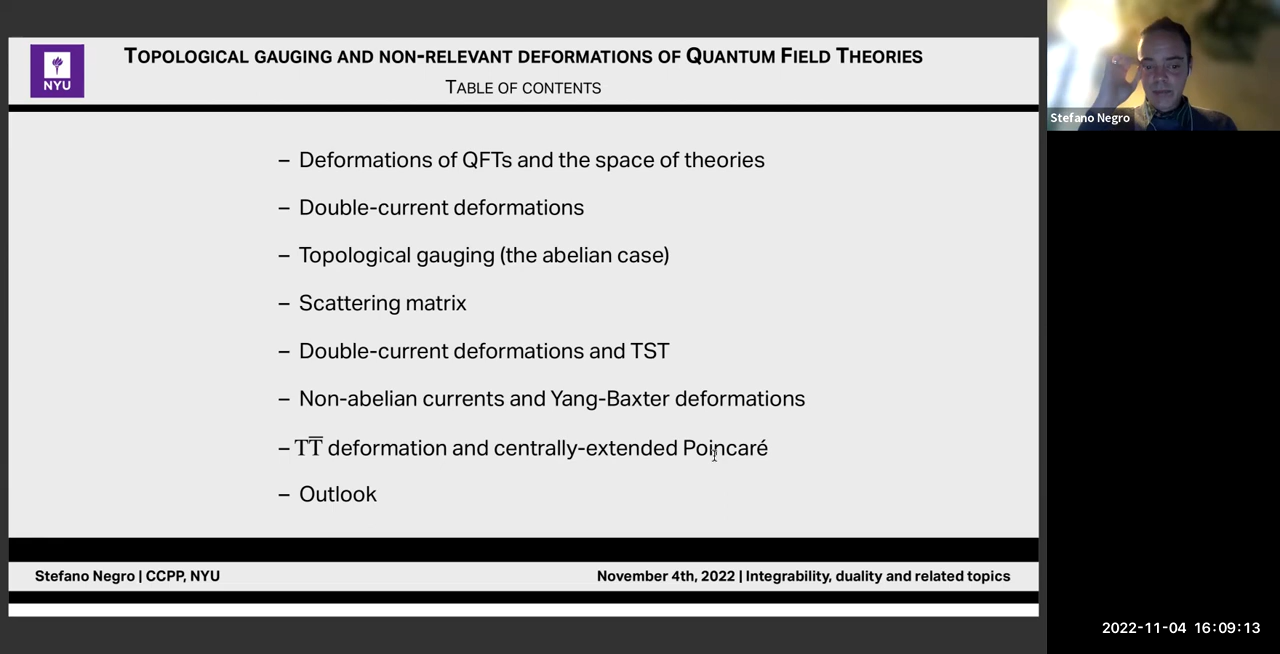 TOPOLOGICAL GAUGING AND NON-RELEVANT DEFORMATIONS OF QUANTUM FIELD THEORIES
NYU
TABLE OF CONTENTS
– Deformations of QFTs and the space of theories
– Double-current deformations
– Topological gauging (the abelian case)
– Scattering matrix
– Double-current deformations and TST
– Non-abelian currents and Yang-Baxter deformations
– TT̅ deformation and centrally-extended Poincaré
– Outlook
Stefano Negro | CCPP, NYU
November 4th, 2022 | Integrability, duality and related topics
Stefano Negro
2022-11-04 16:09:13